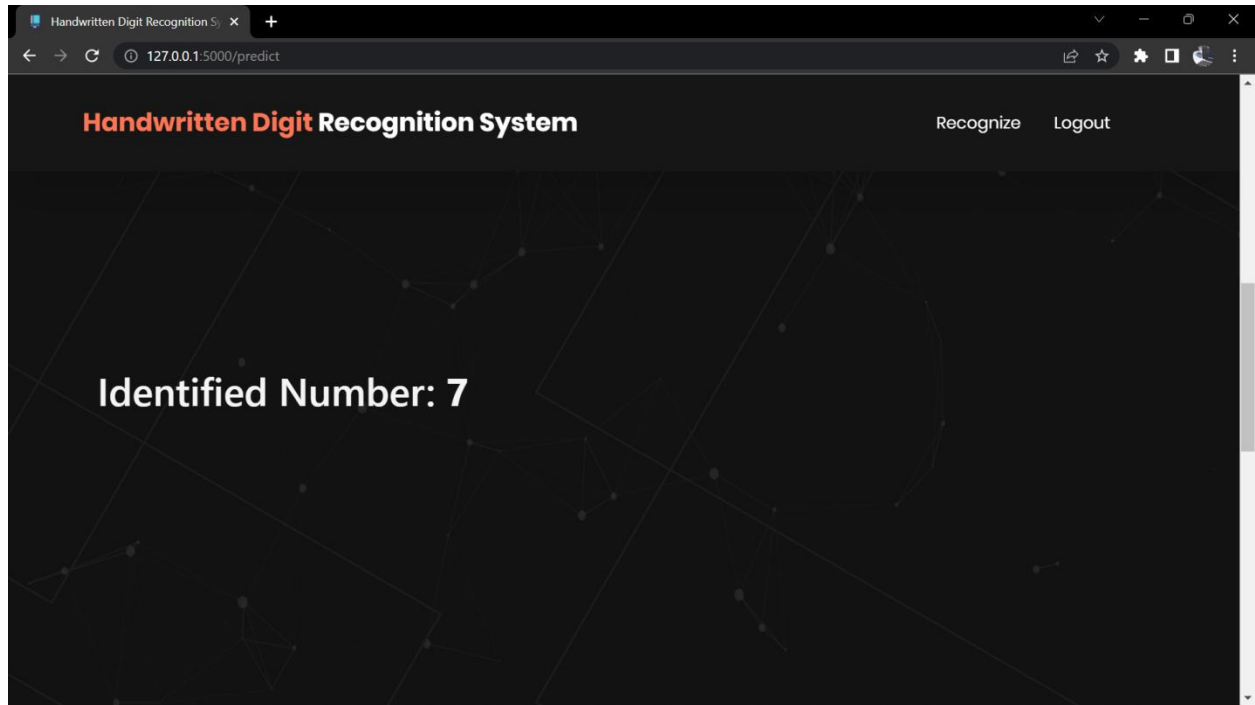 Handwritten Digit Recognition Sy
127.0.0.1:5000/predict
Handwritten Digit Recognition System
Recognize Logout
Identified Number: 7